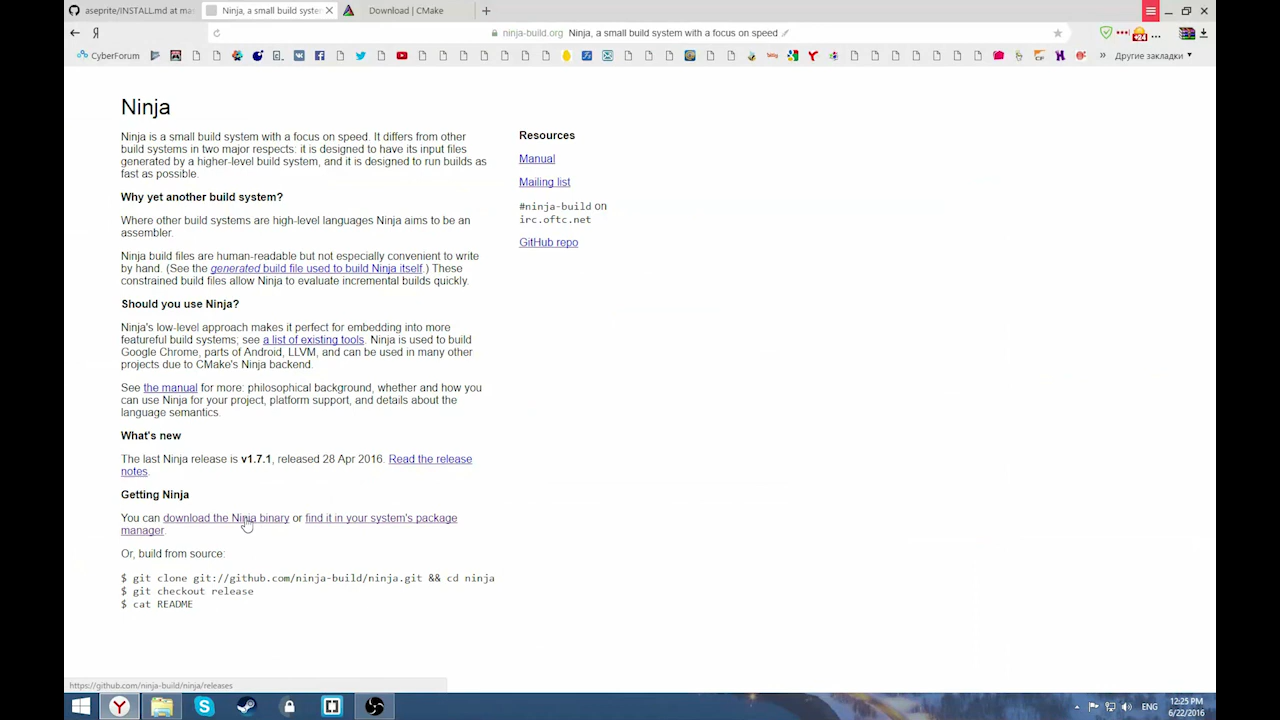 aseprite/INSTALL.md at mas
Ninja, a small build syster
Download | CMake
Я
ninja-build.org Ninja, a small build system with a focus on speed
+24
CyberForum
Другие закладки
Ninja
Ninja is a small build system with a focus on speed. It differs from other
build systems in two major respects: it is designed to have its input files
generated by a higher-level build system, and it is designed to run builds as
fast as possible.
Why yet another build system?
Where other build systems are high-level languages Ninja aims to be an
assembler.
Ninja build files are human-readable but not especially convenient to write
by hand. (See the generated build file used to build Ninja itself.) These
constrained build files allow Ninja to evaluate incremental builds quickly.
Should you use Ninja?
Ninja's low-level approach makes it perfect for embedding into more
featureful build systems; see a list of existing tools. Ninja is used to build
Google Chrome, parts of Android, LLVM, and can be used in many other
projects due to CMake's Ninja backend.
See the manual for more: philosophical background, whether and how you
can use Ninja for your project, platform support, and details about the
language semantics.
What's new
The last Ninja release is v1.7.1, released 28 Apr 2016. Read the release
notes.
Getting Ninja
You can download the Ninja binary or find it in your system's package
manager.
Or, build from source:
$ git clone git://github.com/ninja-build/ninja.git && cd ninja
$ git checkout release
$ cat README
Resources
Manual
Mailing list
#ninja-build on
irc.oftc.net
GitHub repo
https://github.com/ninja-build/ninja/releases
ENG
12:25 PM
6/22/2016